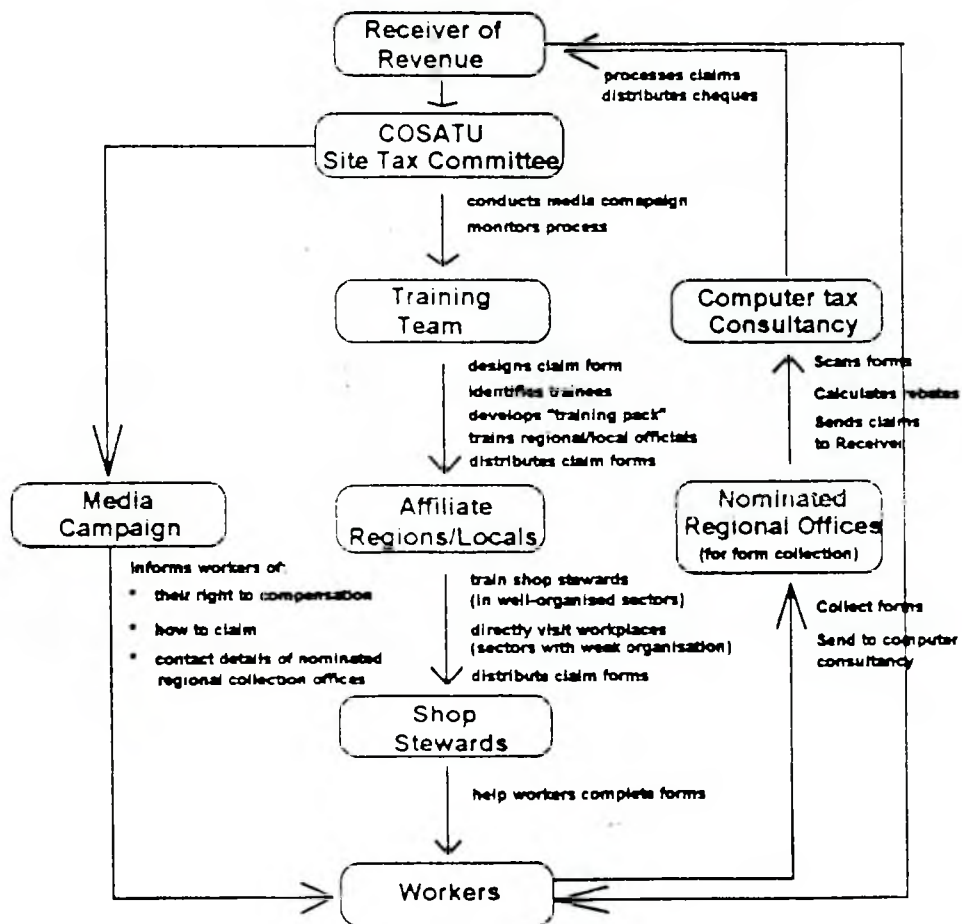 Receiver of
Revenue
processes claims
distributes cheques
COSATU
Site Tax Committee
conducts media comapaign
monitors process
Training
Team
Computer tax
Consultancy
designs claim form
identifies trainees
develops "training pack"
trains regional/local officials
distributes claim forms
Scans forms
Calculates rebates
Sends claims
to Receiver
Media
Campaign
Affiliate
Regions/Locals
Nominated
Regional Offices
(for form collection)
Informs workers of:
* their right to compensation
* how to claim
* contact details of nominated
regional collection offices
train shop stewards
(in well-organised sectors)
directly visit workplaces
(sectors with weak organisation)
distribute claim forms
Collect forms
Send to computer
consultancy
Shop
Stewards
help workers complete forms
Workers